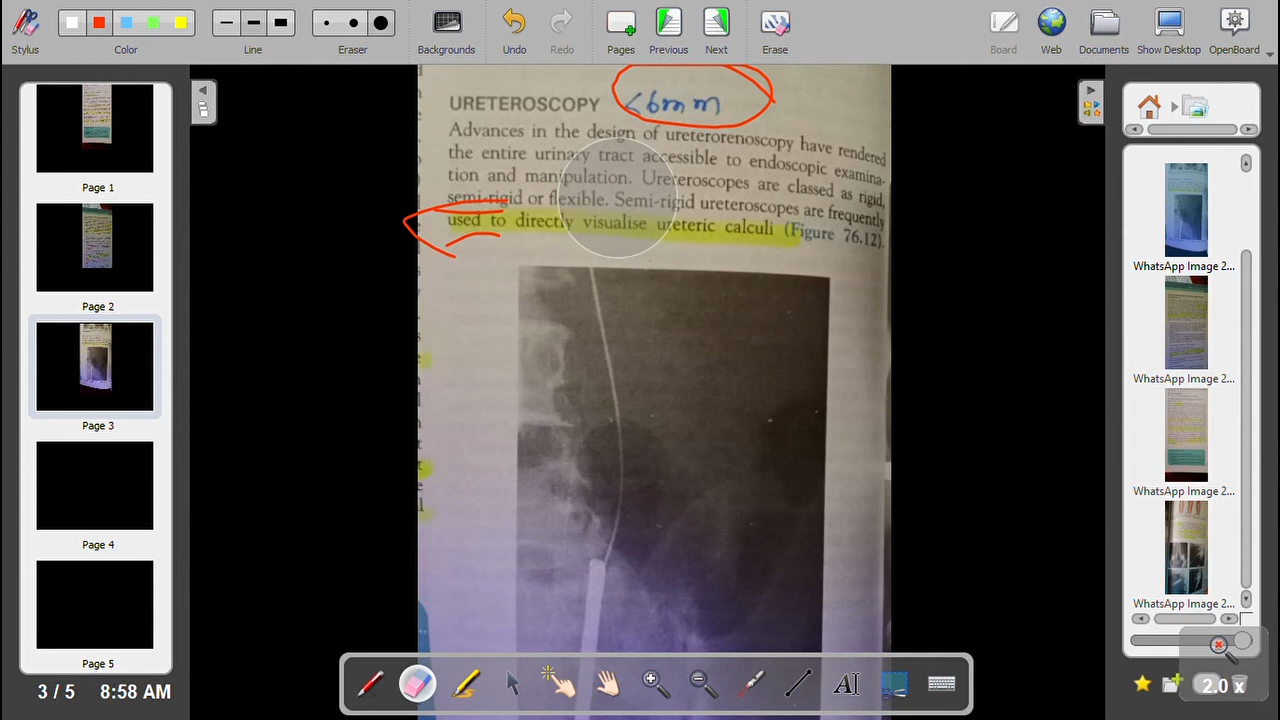 Stylus
Color
Line
Eraser
Backgrounds
Undo
Redo
Pages
Previous
Next
Erase
Board
Web
Documents
Show Desktop
OpenBoard
Page 1
Page 2
Page 3
Page 4
Page 5
3 / 5 8:58 AM
URETEROSCOPY <6mm
Advances in the design of ureterorenoscopy have rendered
the entire urinary tract accessible to endoscopic examina-
tion and manipulation. Ureteroscopes are classed as rigid,
semi-rigid or flexible. Semi-rigid ureteroscopes are frequently
used to directly visualise ureteric calculi (Figure 76.12).
WhatsApp Image 2...
WhatsApp Image 2...
WhatsApp Image 2...
WhatsApp Image 2...
2.0 x